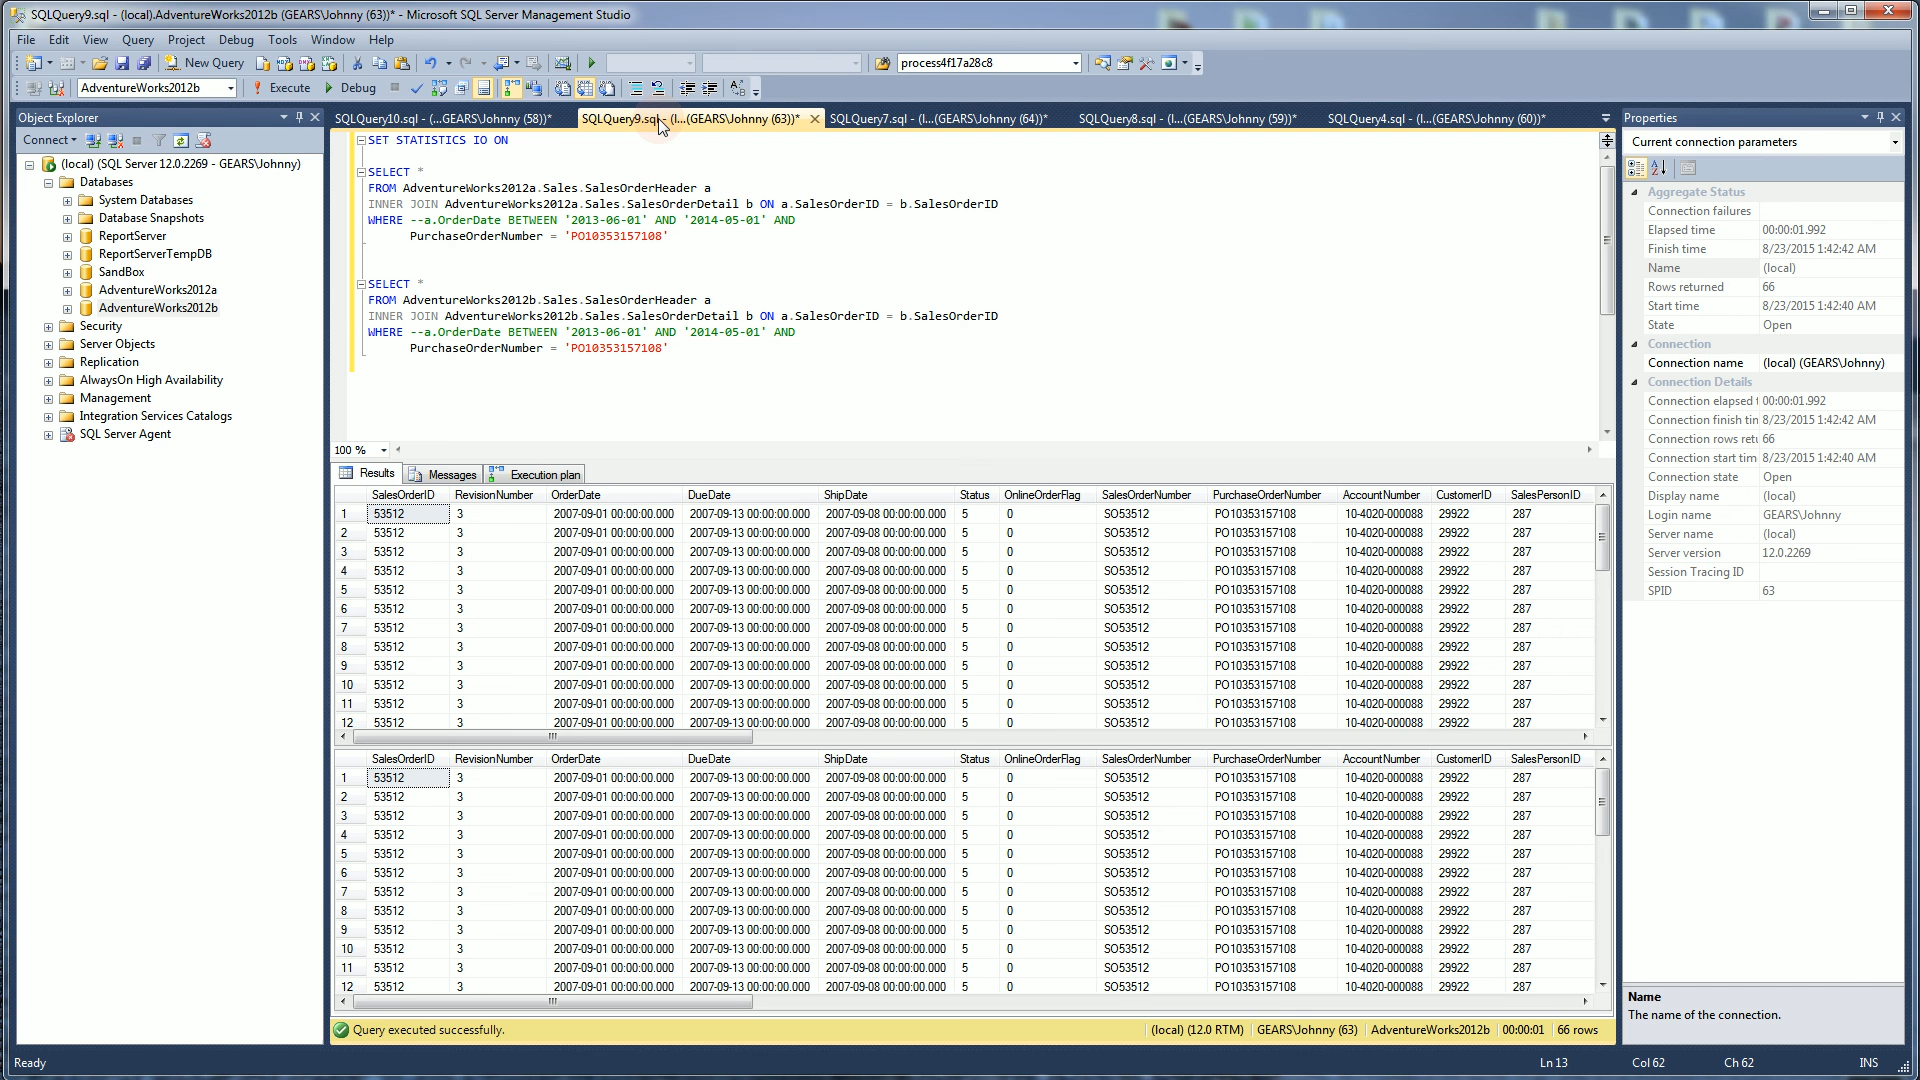 SQLQuery9.sql - (local).AdventureWorks2012b (GEARS\Johnny (63))* - Microsoft SQL Server Management Studio
File Edit View Query Project Debug Tools Window Help
New Query process4f17a28c8
AdventureWorks2012b Execute Debug
Object Explorer
Connect
(local) (SQL Server 12.0.2269 - GEARS\Johnny)
Databases
System Databases
Database Snapshots
ReportServer
ReportServerTempDB
SandBox
AdventureWorks2012a
AdventureWorks2012b
Security
Server Objects
Replication
AlwaysOn High Availability
Management
Integration Services Catalogs
SQL Server Agent
SQLQuery10.sql - (...GEARS\Johnny (58))* SQLQuery9.sql - (l...(GEARS\Johnny (63))* SQLQuery7.sql - (l...(GEARS\Johnny (64))* SQLQuery8.sql - (l...(GEARS\Johnny (59))* SQLQuery4.sql - (l...(GEARS\Johnny (60))*
SET STATISTICS IO ON
SELECT *
FROM AdventureWorks2012a.Sales.SalesOrderHeader a
INNER JOIN AdventureWorks2012a.Sales.SalesOrderDetail b ON a.SalesOrderID = b.SalesOrderID
WHERE --a.OrderDate BETWEEN '2013-06-01' AND '2014-05-01' AND
PurchaseOrderNumber = 'PO10353157108'
SELECT *
FROM AdventureWorks2012b.Sales.SalesOrderHeader a
INNER JOIN AdventureWorks2012b.Sales.SalesOrderDetail b ON a.SalesOrderID = b.SalesOrderID
WHERE --a.OrderDate BETWEEN '2013-06-01' AND '2014-05-01' AND
PurchaseOrderNumber = 'PO10353157108'
100 %
Results Messages Execution plan
SalesOrderID RevisionNumber OrderDate DueDate ShipDate Status OnlineOrderFlag SalesOrderNumber PurchaseOrderNumber AccountNumber CustomerID SalesPersonID
1 53512 3 2007-09-01 00:00:00.000 2007-09-13 00:00:00.000 2007-09-08 00:00:00.000 5 0 SO53512 PO10353157108 10-4020-000088 29922 287
2 53512 3 2007-09-01 00:00:00.000 2007-09-13 00:00:00.000 2007-09-08 00:00:00.000 5 0 SO53512 PO10353157108 10-4020-000088 29922 287
3 53512 3 2007-09-01 00:00:00.000 2007-09-13 00:00:00.000 2007-09-08 00:00:00.000 5 0 SO53512 PO10353157108 10-4020-000088 29922 287
4 53512 3 2007-09-01 00:00:00.000 2007-09-13 00:00:00.000 2007-09-08 00:00:00.000 5 0 SO53512 PO10353157108 10-4020-000088 29922 287
5 53512 3 2007-09-01 00:00:00.000 2007-09-13 00:00:00.000 2007-09-08 00:00:00.000 5 0 SO53512 PO10353157108 10-4020-000088 29922 287
6 53512 3 2007-09-01 00:00:00.000 2007-09-13 00:00:00.000 2007-09-08 00:00:00.000 5 0 SO53512 PO10353157108 10-4020-000088 29922 287
7 53512 3 2007-09-01 00:00:00.000 2007-09-13 00:00:00.000 2007-09-08 00:00:00.000 5 0 SO53512 PO10353157108 10-4020-000088 29922 287
8 53512 3 2007-09-01 00:00:00.000 2007-09-13 00:00:00.000 2007-09-08 00:00:00.000 5 0 SO53512 PO10353157108 10-4020-000088 29922 287
9 53512 3 2007-09-01 00:00:00.000 2007-09-13 00:00:00.000 2007-09-08 00:00:00.000 5 0 SO53512 PO10353157108 10-4020-000088 29922 287
10 53512 3 2007-09-01 00:00:00.000 2007-09-13 00:00:00.000 2007-09-08 00:00:00.000 5 0 SO53512 PO10353157108 10-4020-000088 29922 287
11 53512 3 2007-09-01 00:00:00.000 2007-09-13 00:00:00.000 2007-09-08 00:00:00.000 5 0 SO53512 PO10353157108 10-4020-000088 29922 287
12 53512 3 2007-09-01 00:00:00.000 2007-09-13 00:00:00.000 2007-09-08 00:00:00.000 5 0 SO53512 PO10353157108 10-4020-000088 29922 287
SalesOrderID RevisionNumber OrderDate DueDate ShipDate Status OnlineOrderFlag SalesOrderNumber PurchaseOrderNumber AccountNumber CustomerID SalesPersonID
1 53512 3 2007-09-01 00:00:00.000 2007-09-13 00:00:00.000 2007-09-08 00:00:00.000 5 0 SO53512 PO10353157108 10-4020-000088 29922 287
2 53512 3 2007-09-01 00:00:00.000 2007-09-13 00:00:00.000 2007-09-08 00:00:00.000 5 0 SO53512 PO10353157108 10-4020-000088 29922 287
3 53512 3 2007-09-01 00:00:00.000 2007-09-13 00:00:00.000 2007-09-08 00:00:00.000 5 0 SO53512 PO10353157108 10-4020-000088 29922 287
4 53512 3 2007-09-01 00:00:00.000 2007-09-13 00:00:00.000 2007-09-08 00:00:00.000 5 0 SO53512 PO10353157108 10-4020-000088 29922 287
5 53512 3 2007-09-01 00:00:00.000 2007-09-13 00:00:00.000 2007-09-08 00:00:00.000 5 0 SO53512 PO10353157108 10-4020-000088 29922 287
6 53512 3 2007-09-01 00:00:00.000 2007-09-13 00:00:00.000 2007-09-08 00:00:00.000 5 0 SO53512 PO10353157108 10-4020-000088 29922 287
7 53512 3 2007-09-01 00:00:00.000 2007-09-13 00:00:00.000 2007-09-08 00:00:00.000 5 0 SO53512 PO10353157108 10-4020-000088 29922 287
8 53512 3 2007-09-01 00:00:00.000 2007-09-13 00:00:00.000 2007-09-08 00:00:00.000 5 0 SO53512 PO10353157108 10-4020-000088 29922 287
9 53512 3 2007-09-01 00:00:00.000 2007-09-13 00:00:00.000 2007-09-08 00:00:00.000 5 0 SO53512 PO10353157108 10-4020-000088 29922 287
10 53512 3 2007-09-01 00:00:00.000 2007-09-13 00:00:00.000 2007-09-08 00:00:00.000 5 0 SO53512 PO10353157108 10-4020-000088 29922 287
11 53512 3 2007-09-01 00:00:00.000 2007-09-13 00:00:00.000 2007-09-08 00:00:00.000 5 0 SO53512 PO10353157108 10-4020-000088 29922 287
12 53512 3 2007-09-01 00:00:00.000 2007-09-13 00:00:00.000 2007-09-08 00:00:00.000 5 0 SO53512 PO10353157108 10-4020-000088 29922 287
Query executed successfully. (local) (12.0 RTM) GEARS\Johnny (63) AdventureWorks2012b 00:00:01 66 rows
Properties
Current connection parameters
Aggregate Status
Connection failures
Elapsed time 00:00:01.992
Finish time 8/23/2015 1:42:42 AM
Name (local)
Rows returned 66
Start time 8/23/2015 1:42:40 AM
State Open
Connection
Connection name (local) (GEARS\Johnny)
Connection Details
Connection elapsed t 00:00:01.992
Connection finish tin 8/23/2015 1:42:42 AM
Connection rows retu 66
Connection start tim 8/23/2015 1:42:40 AM
Connection state Open
Display name (local)
Login name GEARS\Johnny
Server name (local)
Server version 12.0.2269
Session Tracing ID
SPID 63
Name
The name of the connection.
Ready Ln 13 Col 62 Ch 62 INS